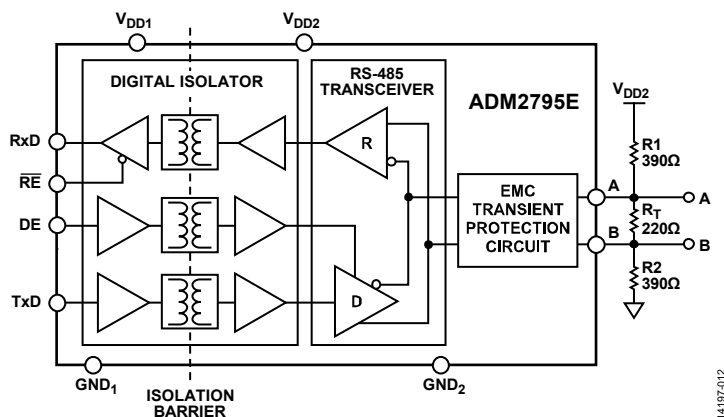 VDD1
VDD2
DIGITAL ISOLATOR
RS-485
TRANSCEIVER
ADM2795E
VDD2
RxD
R
R1
390Ω
RE
EMC
TRANSIENT
PROTECTION
CIRCUIT
A
A
DE
RT
220Ω
B
B
TxD
D
R2
390Ω
GND1
GND2
ISOLATION
BARRIER
14197-012